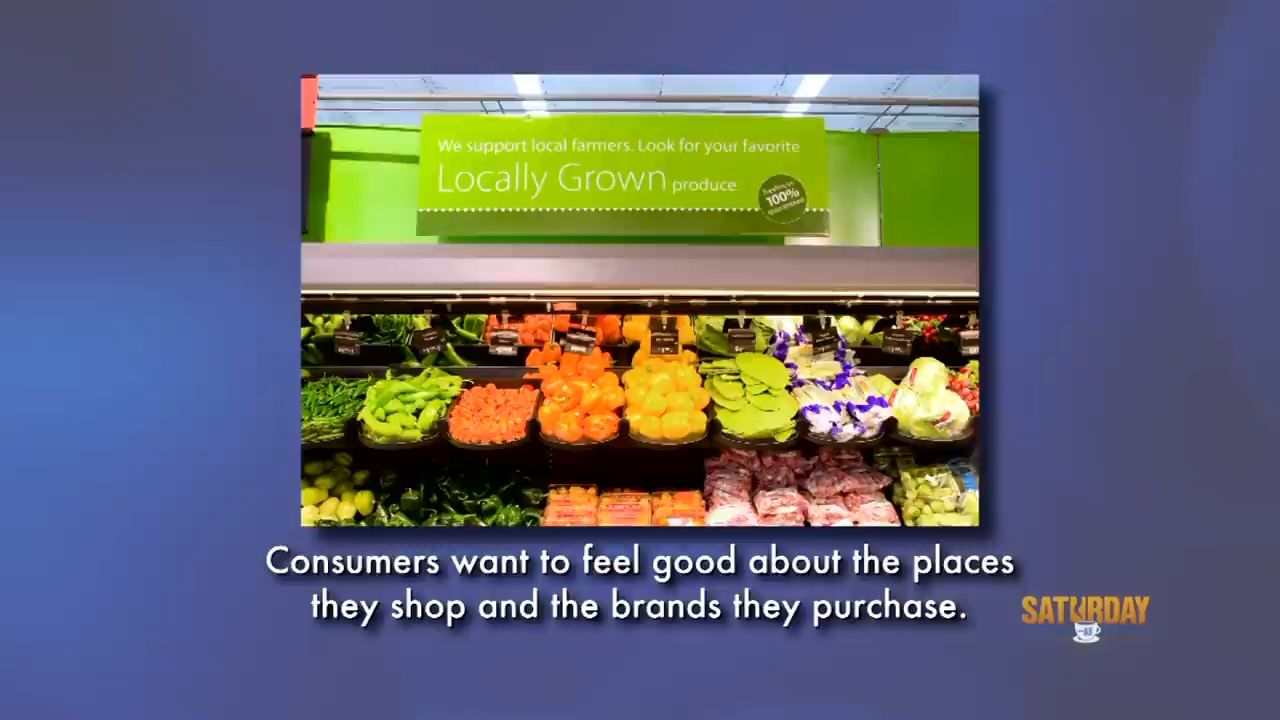 We support local farmers. Look for your favorite
Locally Grown produce
100%
Consumers want to feel good about the places
they shop and the brands they purchase.
SATURDAY